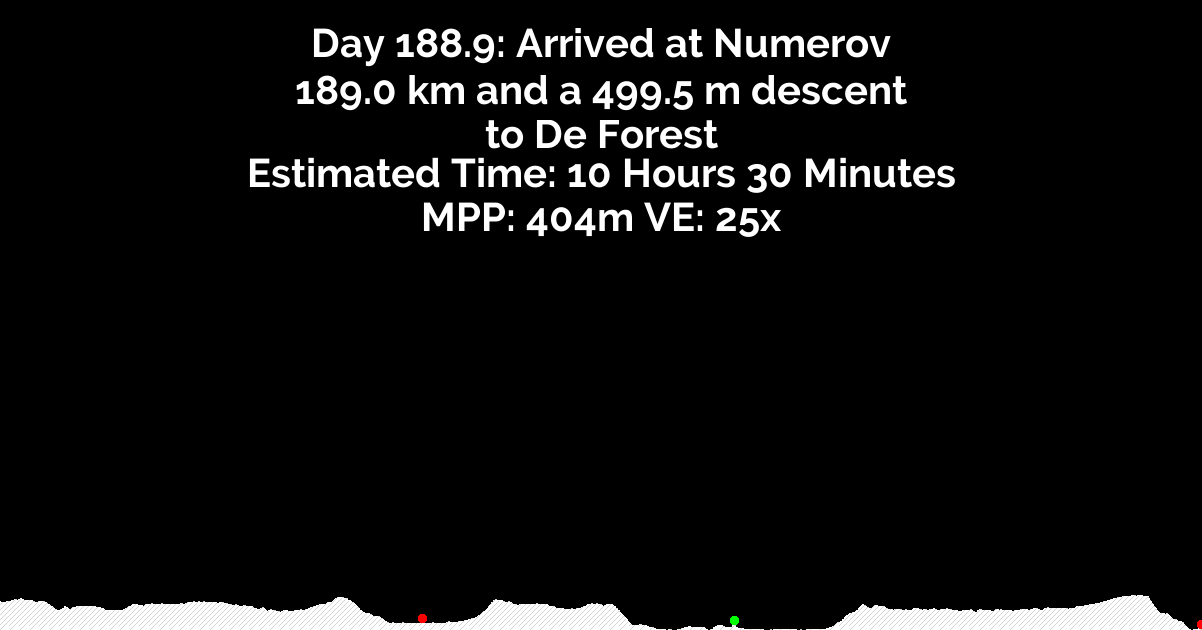 Day 188.9: Arrived at Numerov
189.0 km and a 499.5 m descent
to De Forest
Estimated Time: 10 Hours 30 Minutes
MPP: 404m VE: 25x